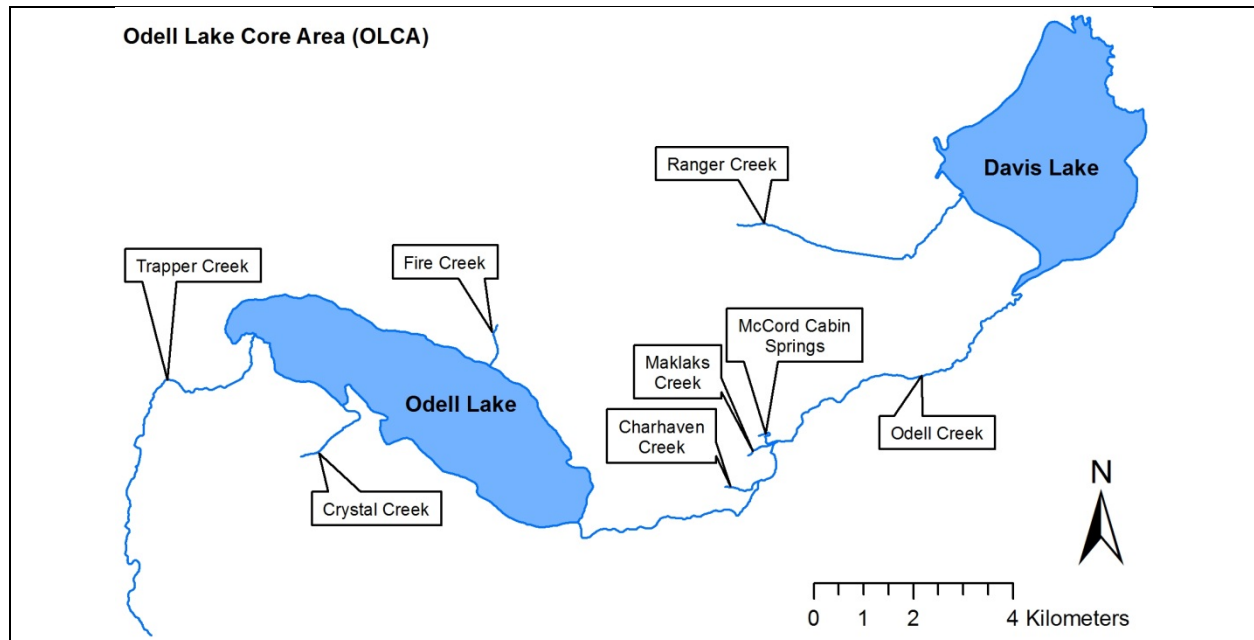 Odell Lake Core Area (OLCA)
Ranger Creek
Davis Lake
Trapper Creek
Fire Creek
McCord Cabin
Springs
Maklaks
Creek
Odell Lake
Charhaven
Creek
Odell Creek
Crystal Creek
N
0 1 2 4 Kilometers